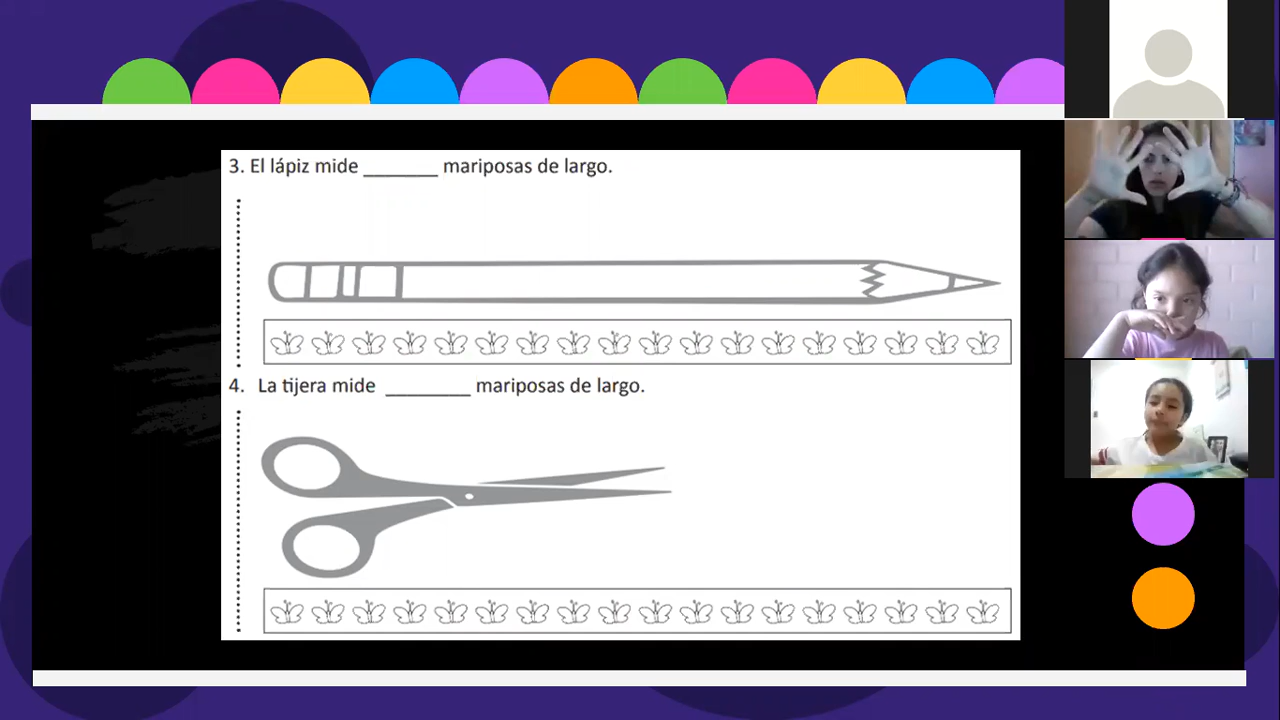 3. El lápiz mide _______ mariposas de largo.
4. La tijera mide ________ mariposas de largo.